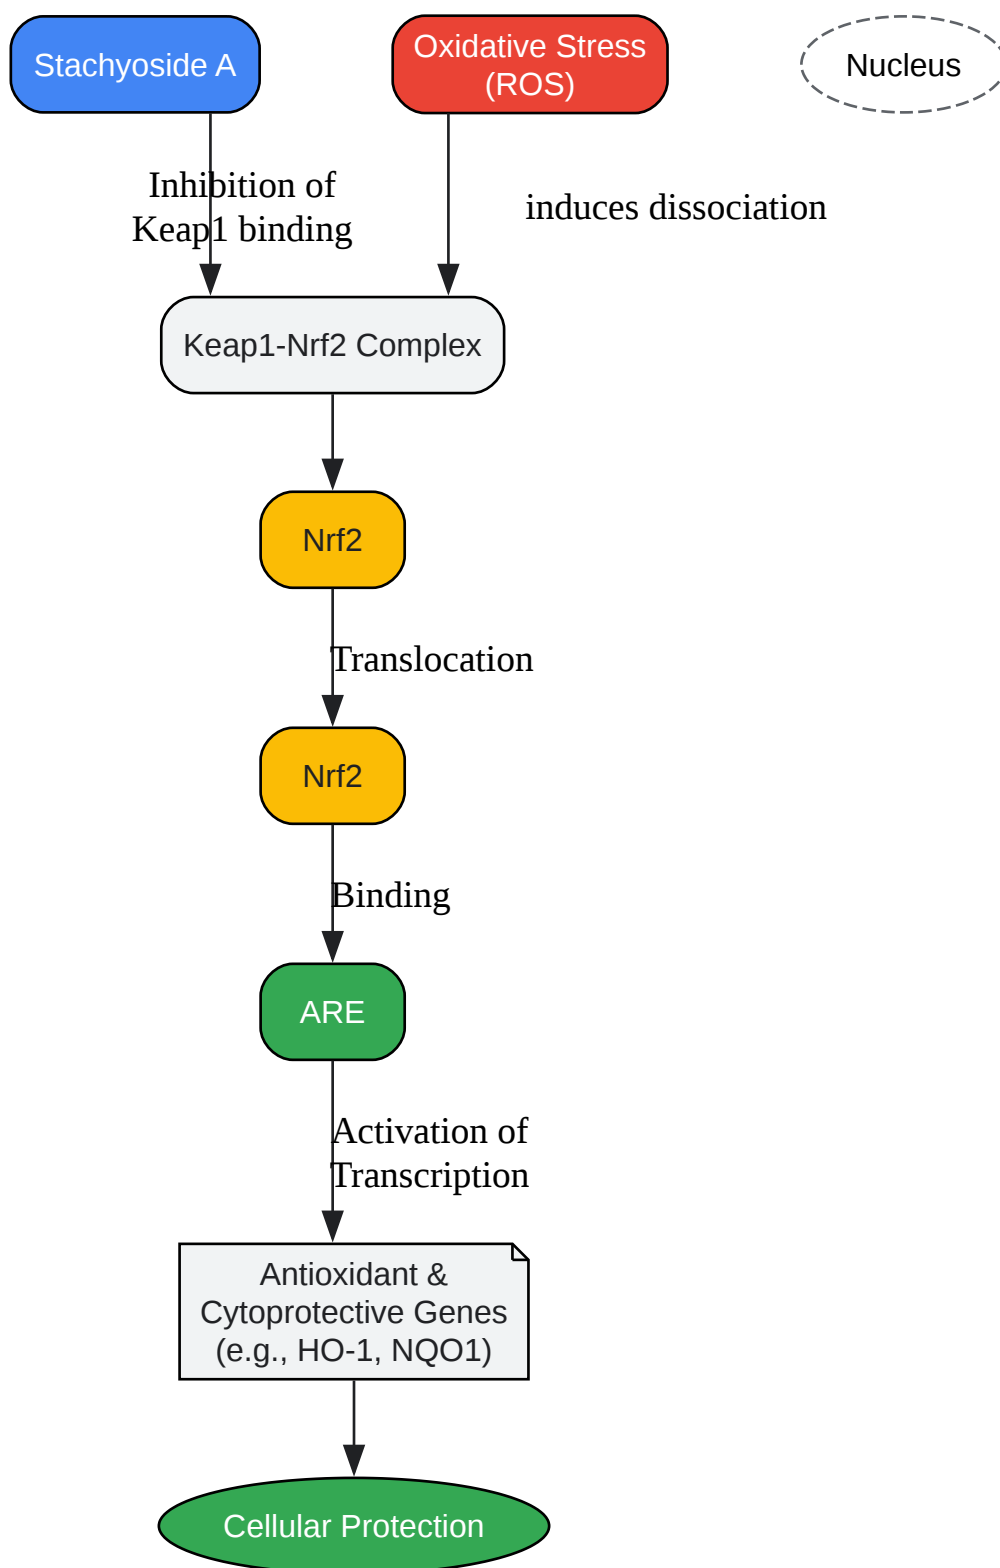 Stachyoside A
Oxidative Stress
(ROS)
Nucleus
Inhibition of
Keap1 binding
induces dissociation
Keap1-Nrf2 Complex
Nrf2
Translocation
Nrf2
Binding
ARE
Activation of
Transcription
Antioxidant &
Cytoprotective Genes
(e.g., HO-1, NQO1)
Cellular Protection